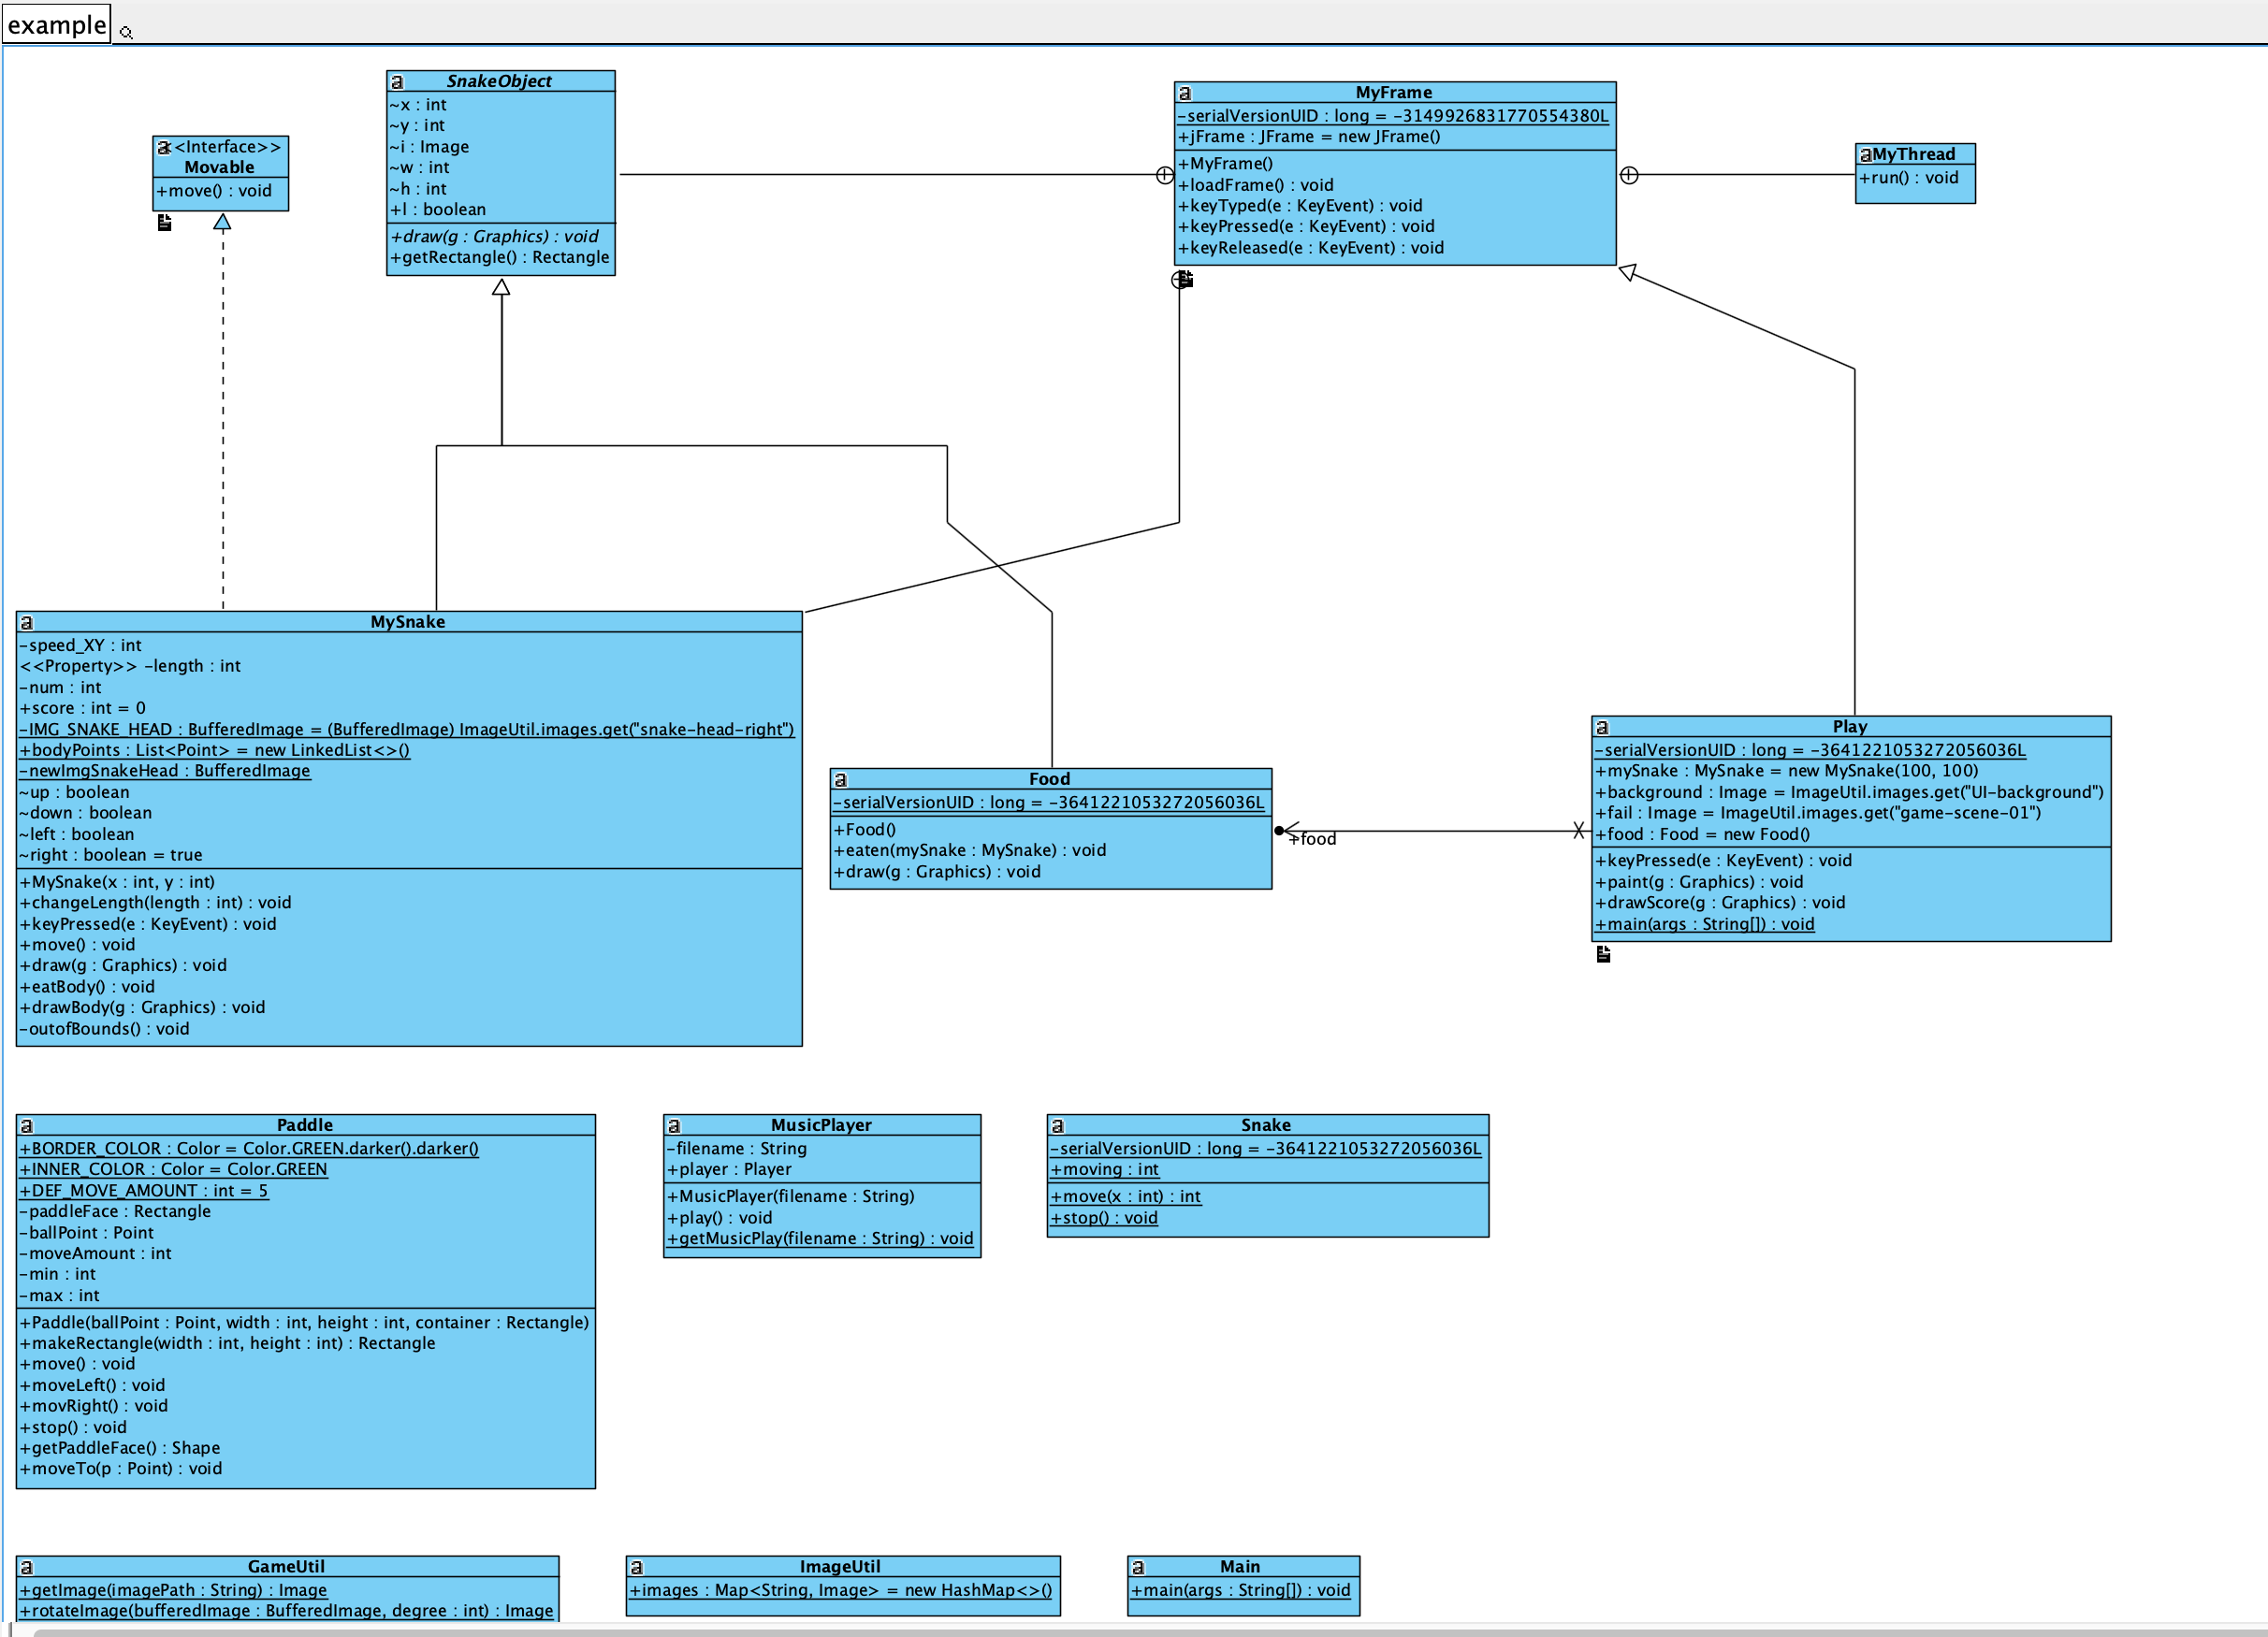 example
SnakeObject
~x : int
~y : int
~i : Image
~w : int
~h : int
+l : boolean
+draw(g : Graphics) : void
+getRectangle() : Rectangle
MyFrame
-serialVersionUID : long = -3149926831770554380L
+jFrame : JFrame = new JFrame()
+MyFrame()
+loadFrame() : void
+keyTyped(e : KeyEvent) : void
+keyPressed(e : KeyEvent) : void
+keyReleased(e : KeyEvent) : void
<<Interface>>
Movable
+move() : void
MyThread
+run() : void
MySnake
-speed_XY : int
<<Property>> -length : int
-num : int
+score : int = 0
-IMG_SNAKE_HEAD : BufferedImage = (BufferedImage) ImageUtil.images.get("snake-head-right")
+bodyPoints : List<Point> = new LinkedList<>()
-newImgSnakeHead : BufferedImage
~up : boolean
~down : boolean
~left : boolean
~right : boolean = true
+MySnake(x : int, y : int)
+changeLength(length : int) : void
+keyPressed(e : KeyEvent) : void
+move() : void
+draw(g : Graphics) : void
+eatBody() : void
+drawBody(g : Graphics) : void
-outofBounds() : void
Food
-serialVersionUID : long = -3641221053272056036L
+Food()
+eaten(mySnake : MySnake) : void
+draw(g : Graphics) : void
+food
Play
-serialVersionUID : long = -3641221053272056036L
+mySnake : MySnake = new MySnake(100, 100)
+background : Image = ImageUtil.images.get("UI-background")
+fail : Image = ImageUtil.images.get("game-scene-01")
+food : Food = new Food()
+keyPressed(e : KeyEvent) : void
+paint(g : Graphics) : void
+drawScore(g : Graphics) : void
+main(args : String[]) : void
Paddle
+BORDER_COLOR : Color = Color.GREEN.darker().darker()
+INNER_COLOR : Color = Color.GREEN
+DEF_MOVE_AMOUNT : int = 5
-paddleFace : Rectangle
-ballPoint : Point
-moveAmount : int
-min : int
-max : int
+Paddle(ballPoint : Point, width : int, height : int, container : Rectangle)
+makeRectangle(width : int, height : int) : Rectangle
+move() : void
+moveLeft() : void
+movRight() : void
+stop() : void
+getPaddleFace() : Shape
+moveTo(p : Point) : void
MusicPlayer
-filename : String
+player : Player
+MusicPlayer(filename : String)
+play() : void
+getMusicPlay(filename : String) : void
Snake
-serialVersionUID : long = -3641221053272056036L
+moving : int
+move(x : int) : int
+stop() : void
GameUtil
+getImage(imagePath : String) : Image
+rotateImage(bufferedImage : BufferedImage, degree : int) : Image
ImageUtil
+images : Map<String, Image> = new HashMap<>()
Main
+main(args : String[]) : void